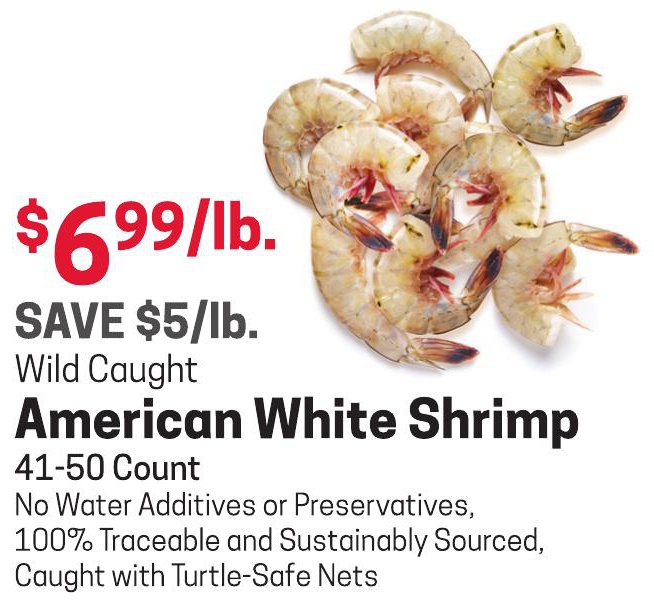 $6.99/lb.
SAVE $5/lb.
Wild Caught
American White Shrimp
41-50 Count
No Water Additives or Preservatives,
100% Traceable and Sustainably Sourced,
Caught with Turtle-Safe Nets